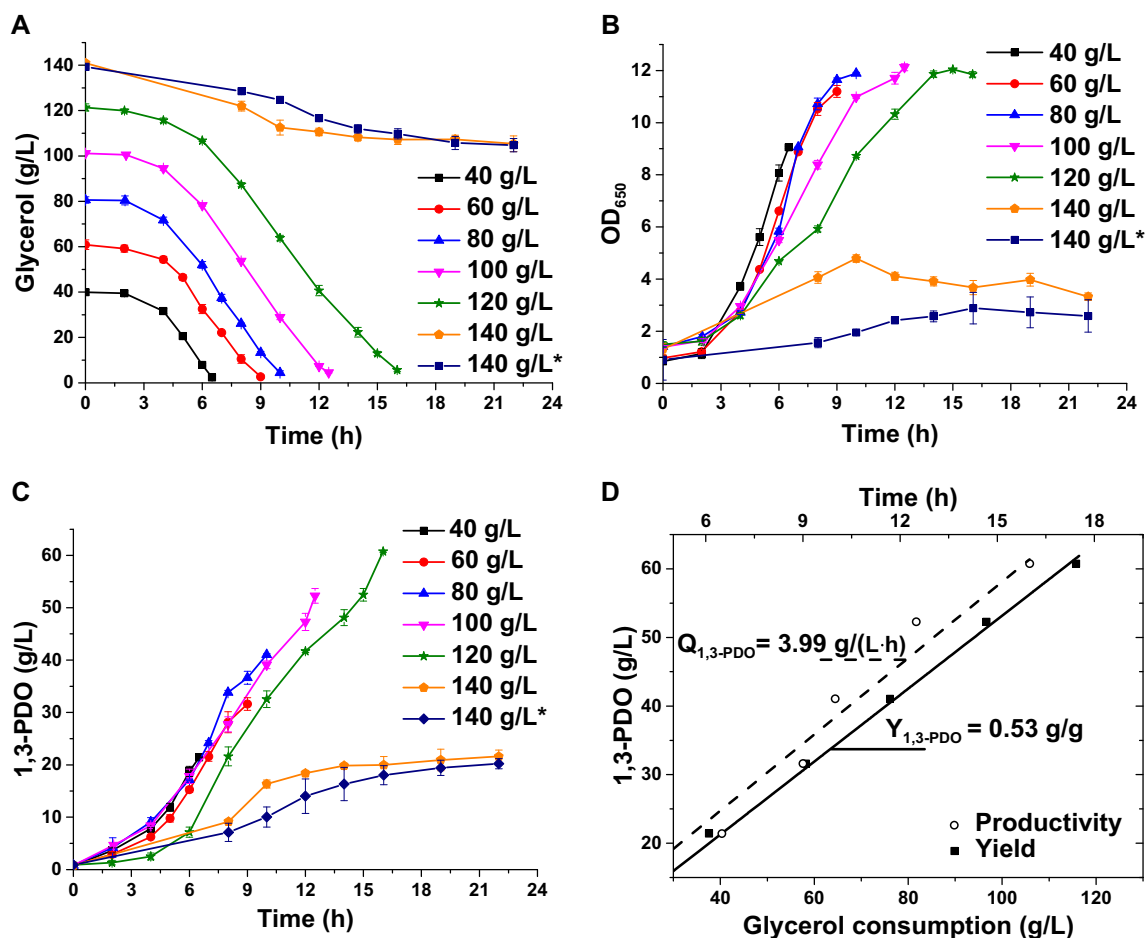 A
Glycerol (g/L)
140
120
100
80
60
40
20
0
40 g/L
60 g/L
80 g/L
100 g/L
120 g/L
140 g/L
140 g/L*
0 3 6 9 12 15 18 21 24
Time (h)
B
OD650
12
10
8
6
4
2
0
40 g/L
60 g/L
80 g/L
100 g/L
120 g/L
140 g/L
140 g/L*
0 3 6 9 12 15 18 21 24
Time (h)
C
1,3-PDO (g/L)
60
50
40
30
20
10
0
40 g/L
60 g/L
80 g/L
100 g/L
120 g/L
140 g/L
140 g/L*
0 3 6 9 12 15 18 21 24
Time (h)
D
Time (h)
6 9 12 15 18
1,3-PDO (g/L)
60
50
40
30
20
Q1,3-PDO = 3.99 g/(L·h)
Y1,3-PDO = 0.53 g/g
Productivity
Yield
40 60 80 100 120
Glycerol consumption (g/L)